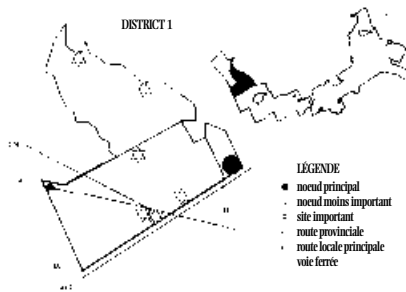 DISTRICT 1
LÉGENDE
noeud principal
noeud moins important
site important
route provinciale
route locale principale
voie ferrée